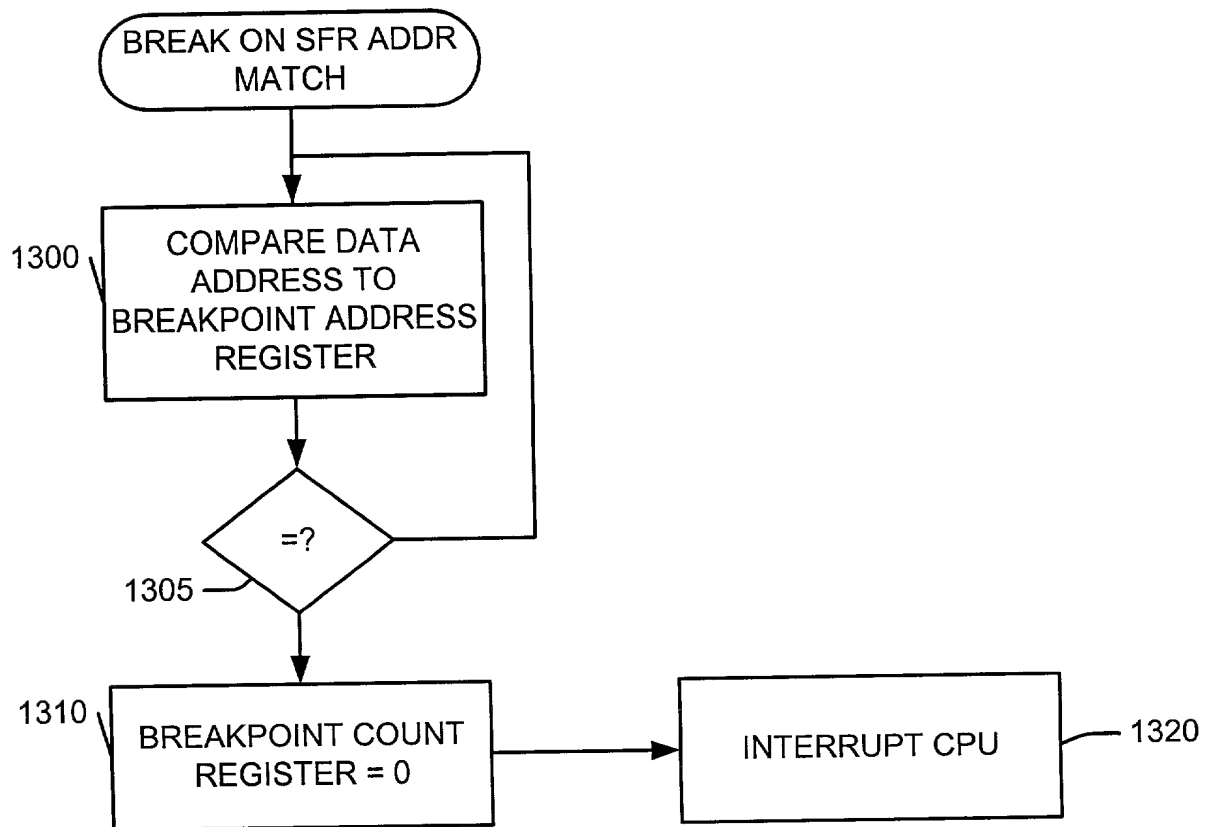 BREAK ON SFR ADDR
MATCH
1300
COMPARE DATA
ADDRESS TO
BREAKPOINT ADDRESS
REGISTER
=?
1305
1310
BREAKPOINT COUNT
REGISTER = 0
INTERRUPT CPU
1320